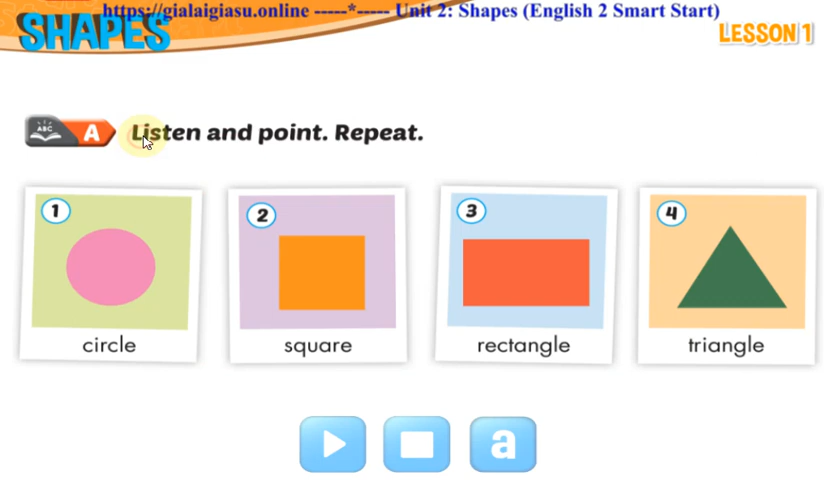 https://gialaigiasu.online -----*----- Unit 2: Shapes (English 2 Smart Start)
SHAPES
LESSON 1
ABC
A
Listen and point. Repeat.
1
2
3
4
circle
square
rectangle
triangle
a